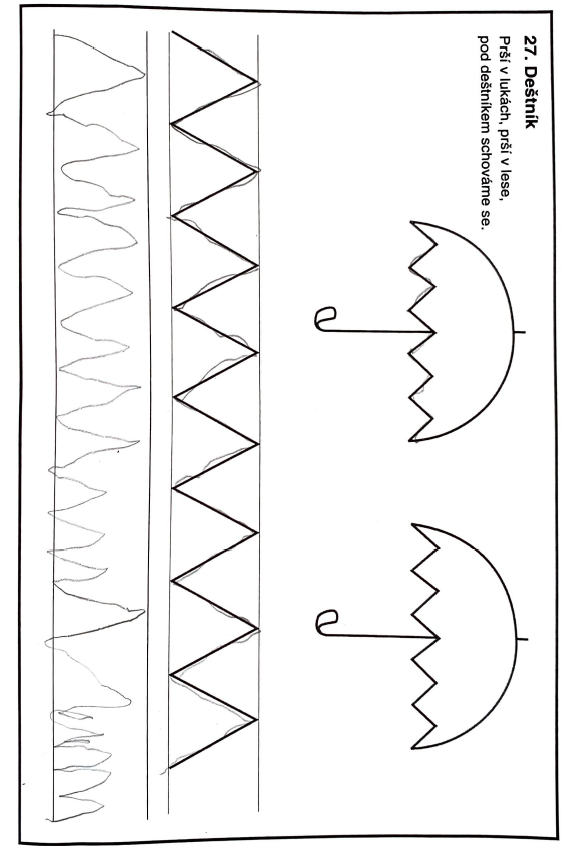 27. Deštník
Prší v lukách, prší v lese,
pod deštníkem schováme se.